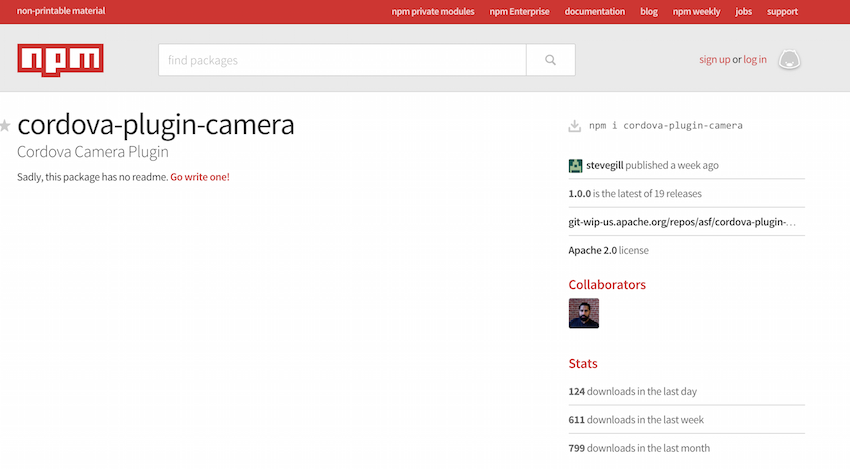 non-printable material
npm private modules npm Enterprise documentation blog npm weekly jobs support
npm
find packages
sign up or log in
cordova-plugin-camera
Cordova Camera Plugin
Sadly, this package has no readme. Go write one!
npm i cordova-plugin-camera
stevegill published a week ago
1.0.0 is the latest of 19 releases
git-wip-us.apache.org/repos/asf/cordova-plugin-…
Apache 2.0 license
Collaborators
Stats
124 downloads in the last day
611 downloads in the last week
799 downloads in the last month